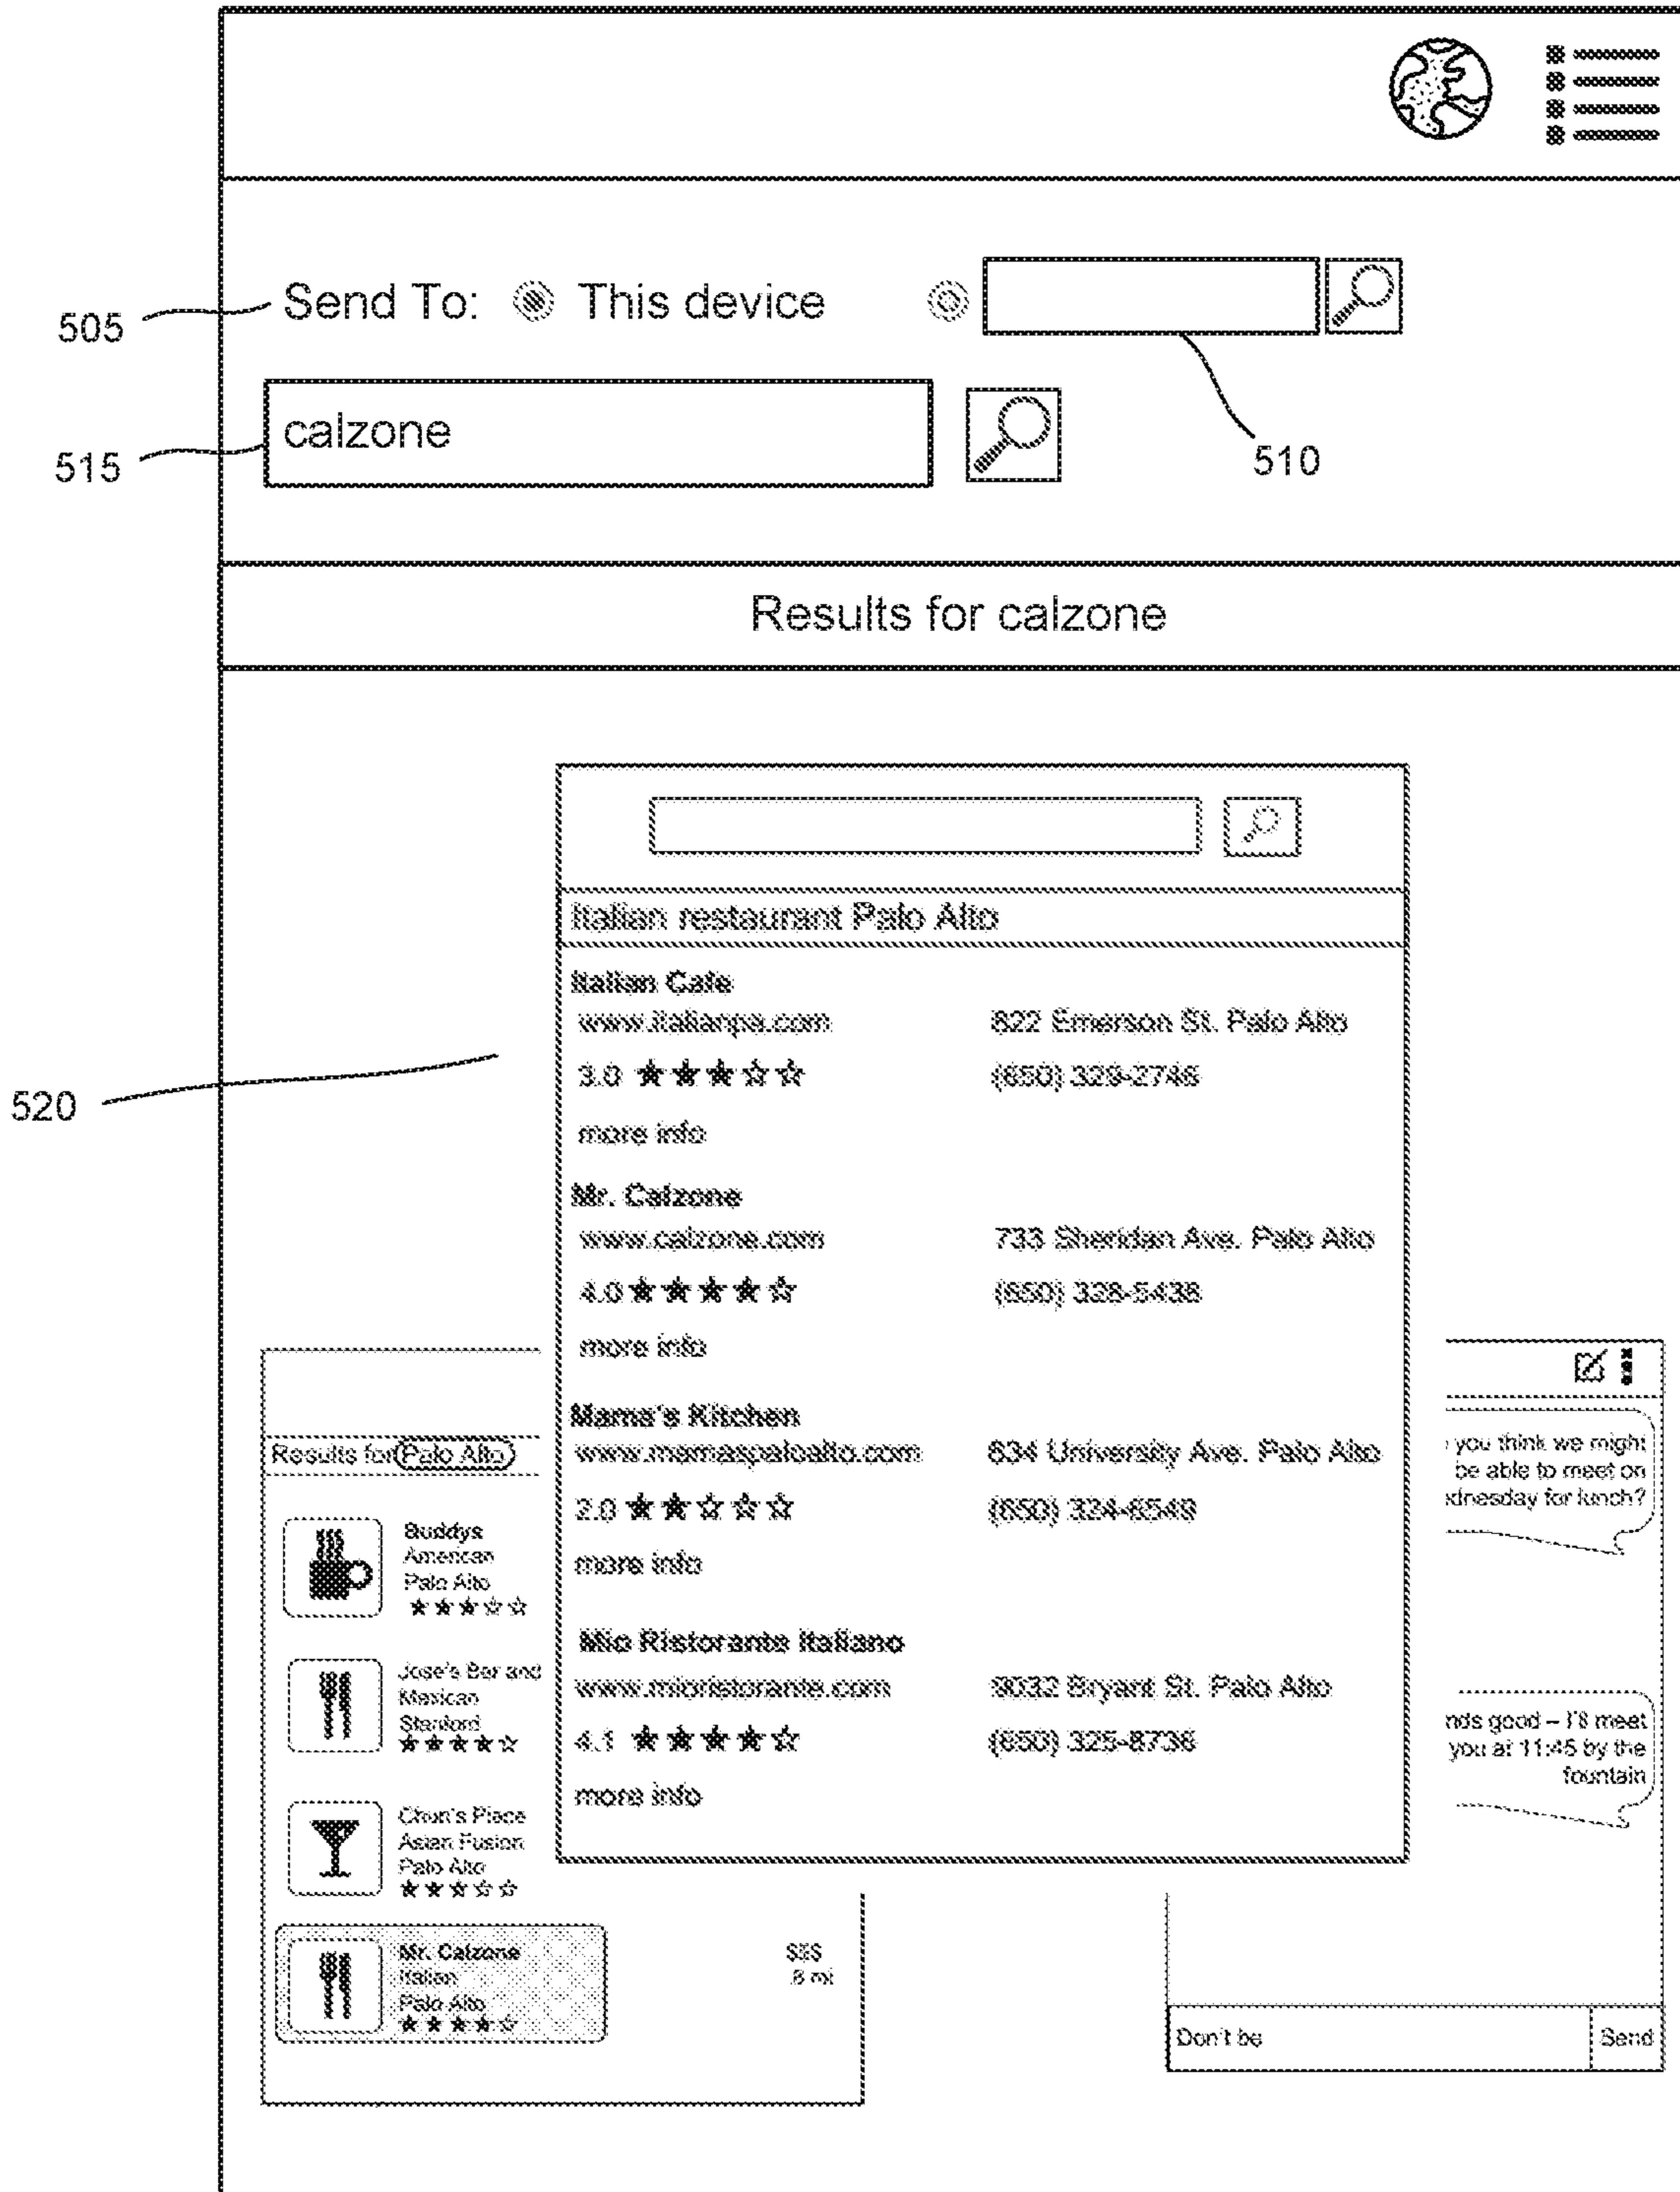 505
Send To: This device
515
calzone
510
Results for calzone
520
Italian restaurant Palo Alto
Italian Cafe
www.italianpa.com 822 Emerson St. Palo Alto
3.0 (650) 329-2746
more info
Mr. Calzone
www.calzone.com 733 Sheridan Ave. Palo Alto
4.0 (650) 328-5438
more info
Mama's Kitchen
www.mamaspaloalto.com 634 University Ave. Palo Alto
2.0 (650) 324-6549
more info
Mio Ristorante Italiano
www.mioristorante.com 9032 Bryant St. Palo Alto
4.1 (650) 325-8736
more info
Results for Palo Alto
Buddys
American
Palo Alto
Jose's Bar and
Mexican
Stanford
Chun's Place
Asian Fusion
Palo Alto
Mr. Calzone
Italian
Palo Alto
$$$
.8 mi
you think we might
be able to meet on
dnesday for lunch?
nds good – I'll meet
you at 11:45 by the
fountain
Don't be
Send